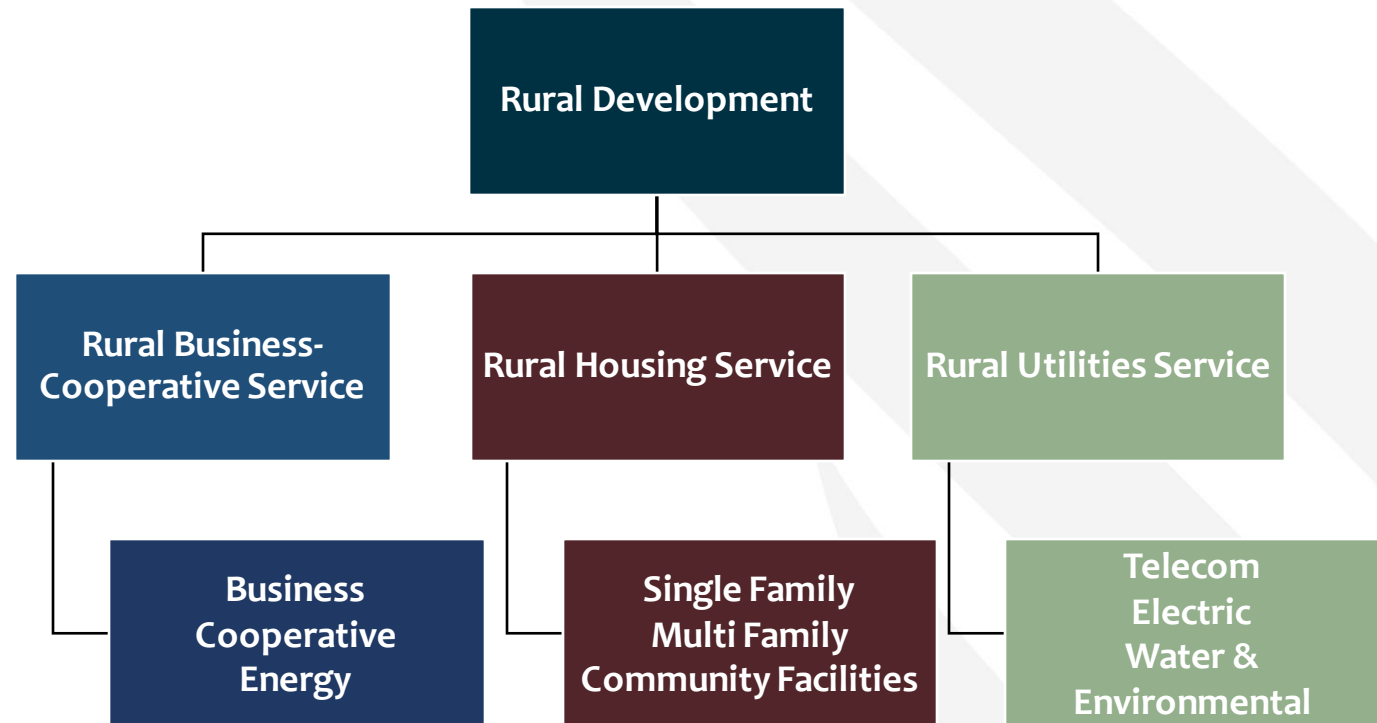 Rural Development
Rural Business-
Cooperative Service
Rural Housing Service
Rural Utilities Service
Business
Cooperative
Energy
Single Family
Multi Family
Community Facilities
Telecom
Electric
Water &
Environmental